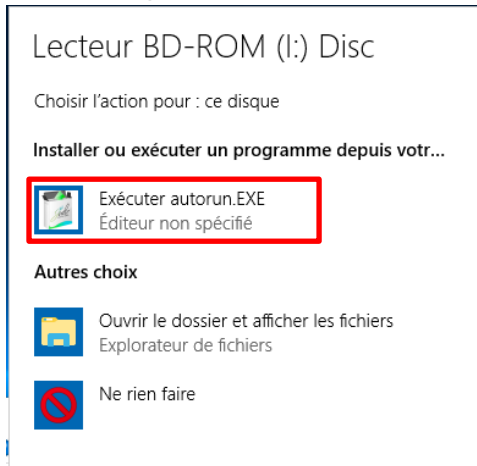 Lecteur BD-ROM (I:) Disc
Choisir l'action pour : ce disque
Installer ou exécuter un programme depuis votr...
Exécuter autorun.EXE
Éditeur non spécifié
Autres choix
Ouvrir le dossier et afficher les fichiers
Explorateur de fichiers
Ne rien faire